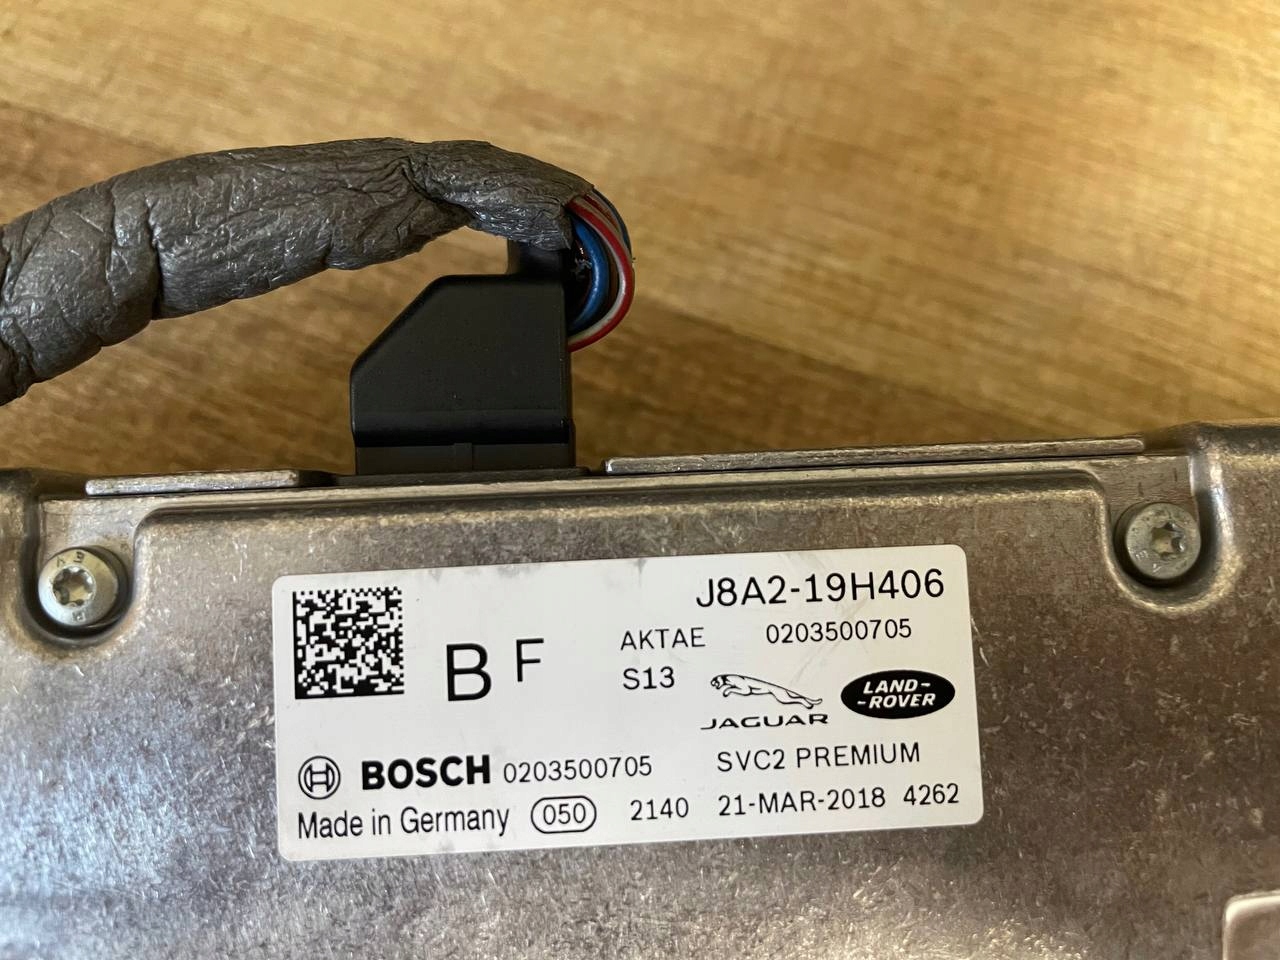 J8A2-19H406
B F
AKTAE 0203500705
S13
JAGUAR
LAND-
-ROVER
BOSCH 0203500705
SVC2 PREMIUM
Made in Germany 050 2140 21-MAR-2018 4262